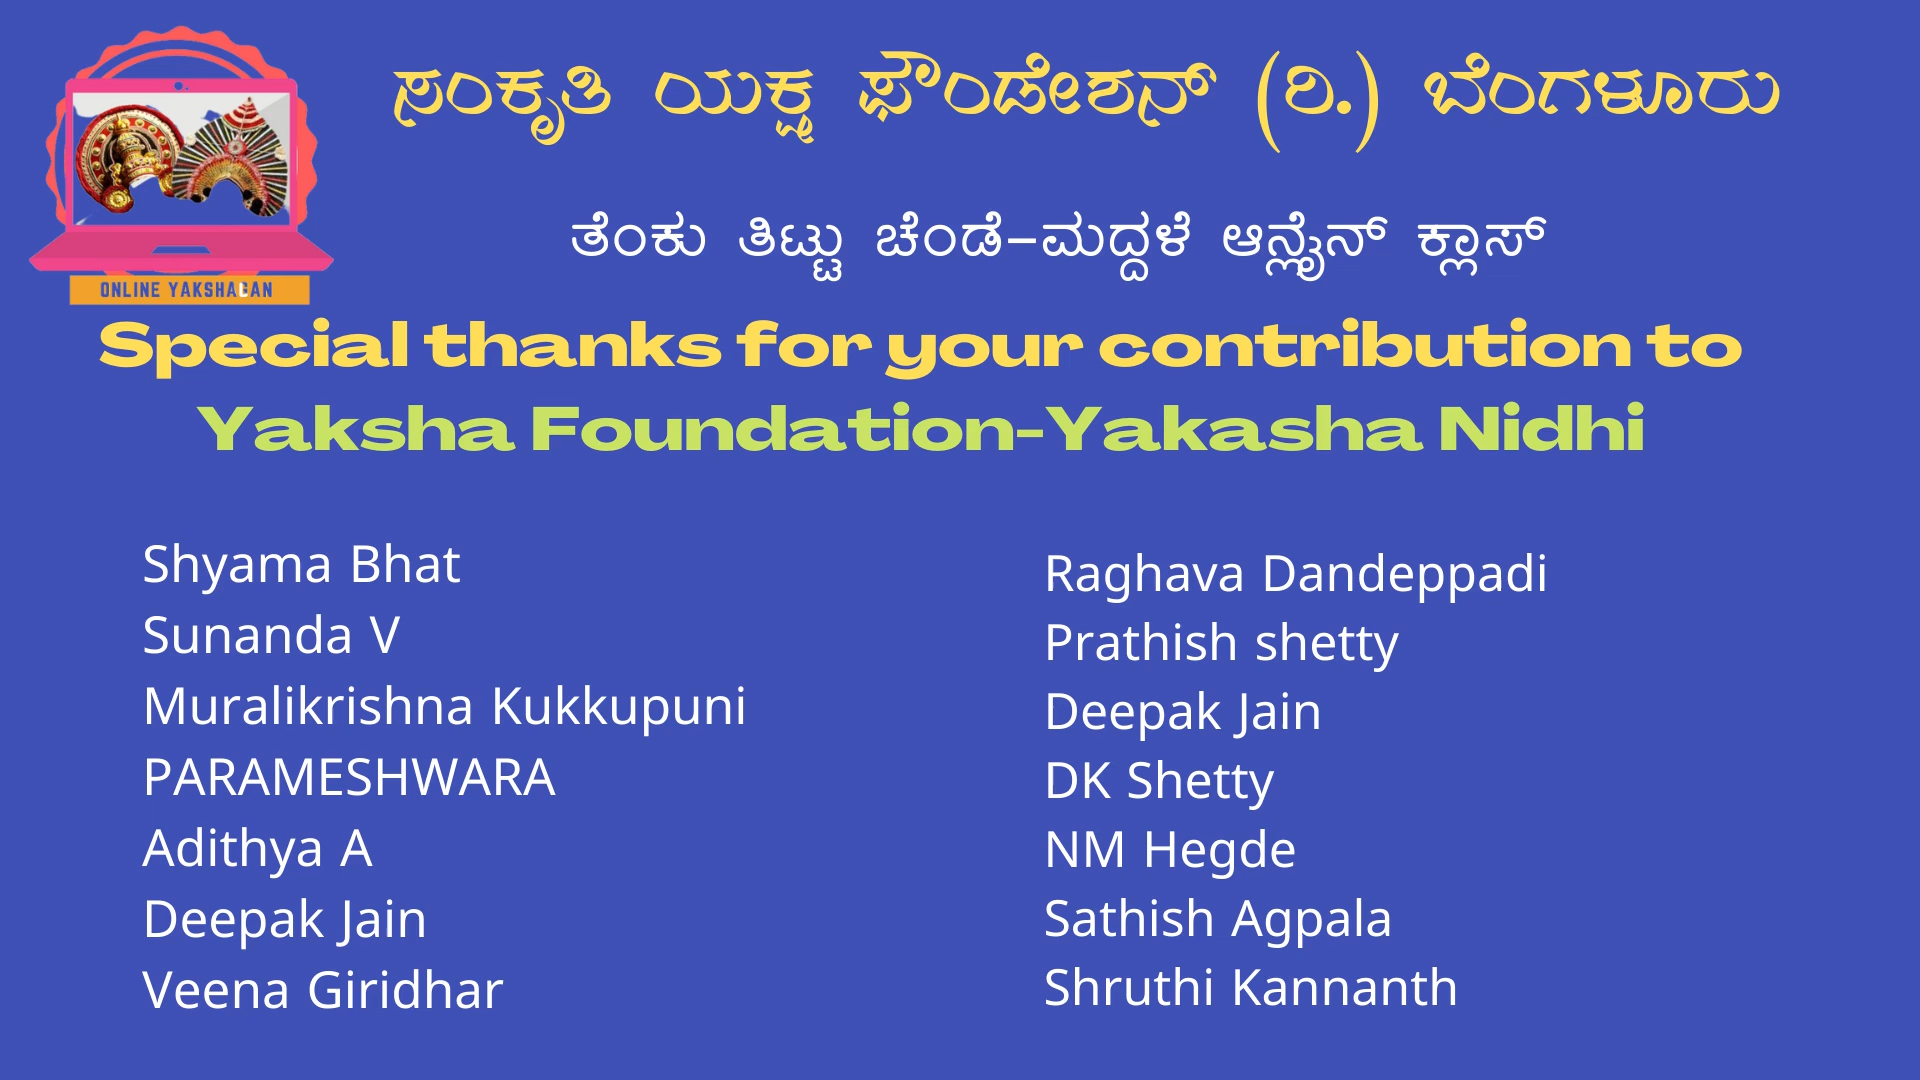 ಸಂಕೃತಿ ಯಕ್ಷ ಫೌಂಡೇಶನ್ (ರಿ.) ಬೆಂಗಳೂರು
ತೆಂಕು ತಿಟ್ಟು ಚೆಂಡೆ-ಮದ್ದಳೆ ಆನ್ಲೈನ್ ಕ್ಲಾಸ್
ONLINE YAKSHAGAN
Special thanks for your contribution to
Yaksha Foundation-Yakasha Nidhi
Shyama Bhat
Sunanda V
Muralikrishna Kukkupuni
PARAMESHWARA
Adithya A
Deepak Jain
Veena Giridhar
Raghava Dandeppadi
Prathish shetty
Deepak Jain
DK Shetty
NM Hegde
Sathish Agpala
Shruthi Kannanth